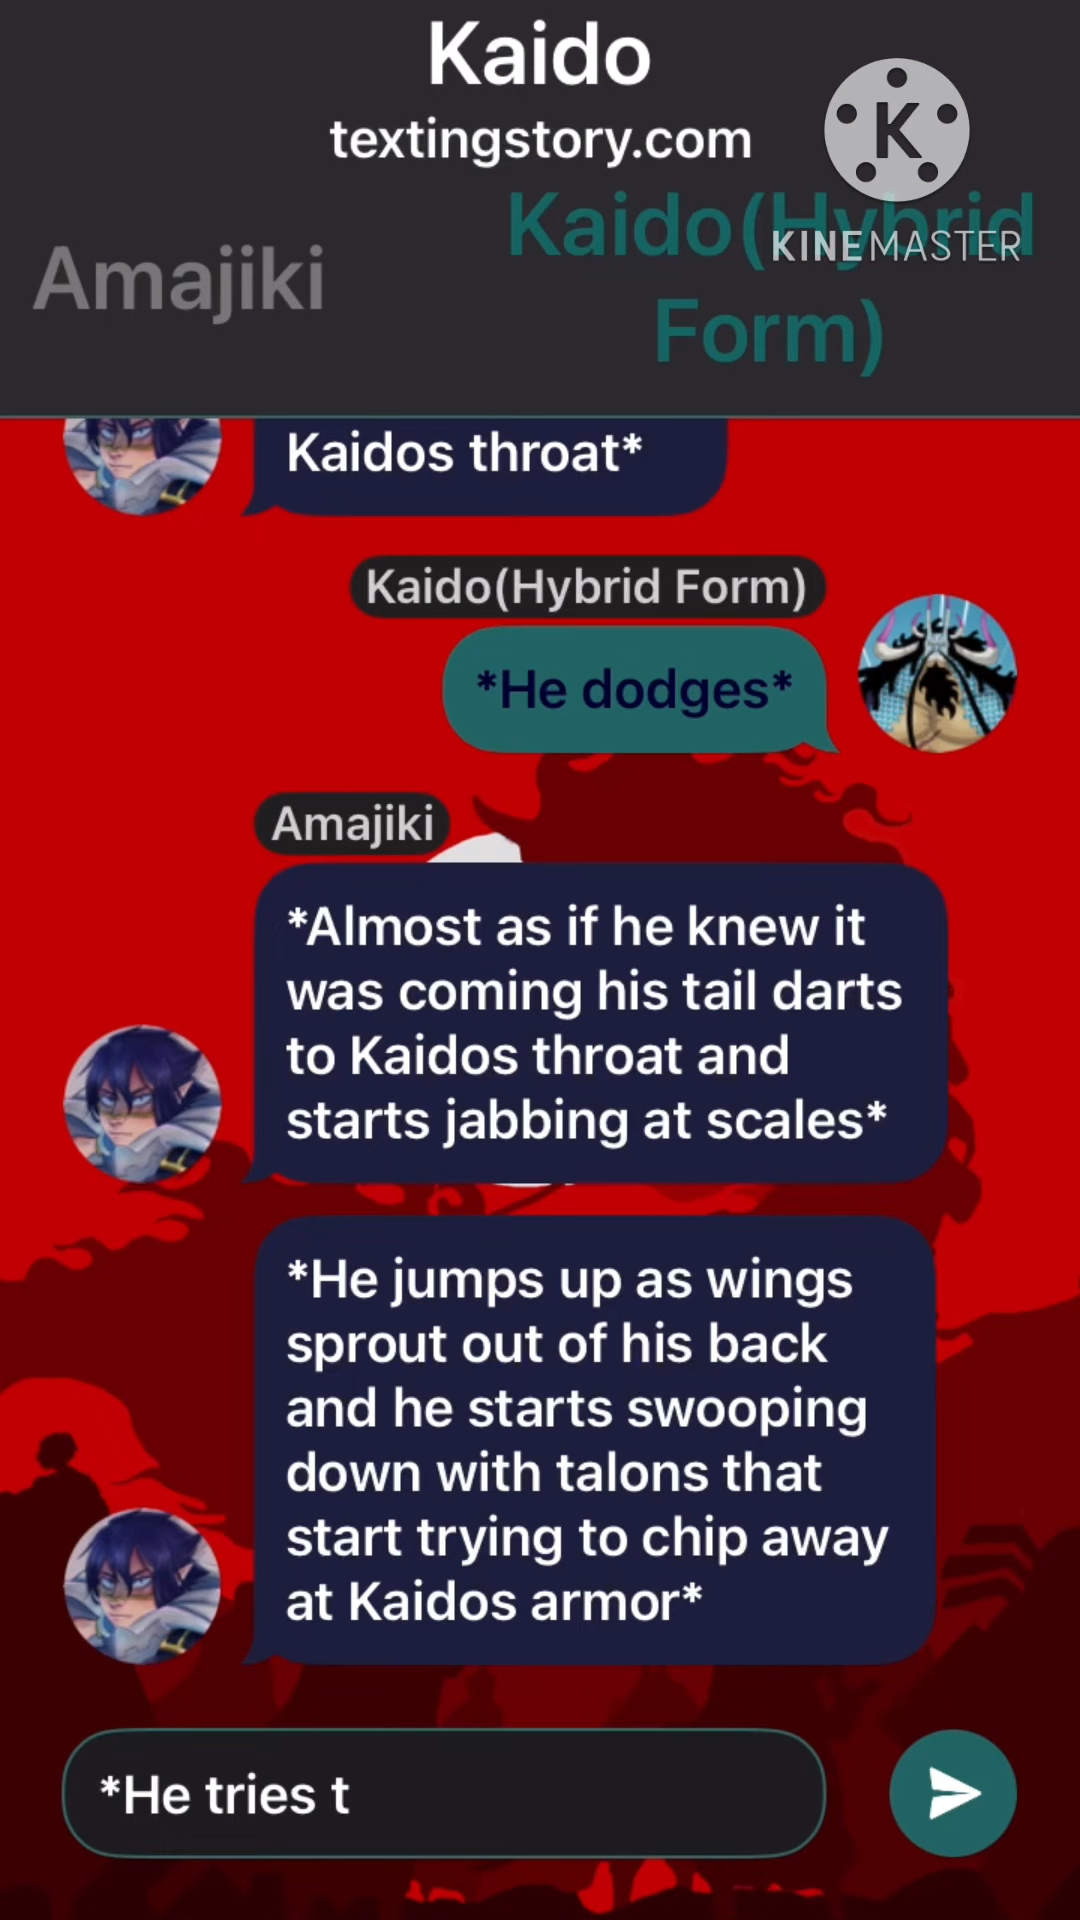 Kaido
textingstory.com
K
KINEMASTER
Amajiki
Kaido(Hybrid
Form)
Kaidos throat*
Kaido(Hybrid Form)
*He dodges*
Amajiki
*Almost as if he knew it
was coming his tail darts
to Kaidos throat and
starts jabbing at scales*
*He jumps up as wings
sprout out of his back
and he starts swooping
down with talons that
start trying to chip away
at Kaidos armor*
*He tries t